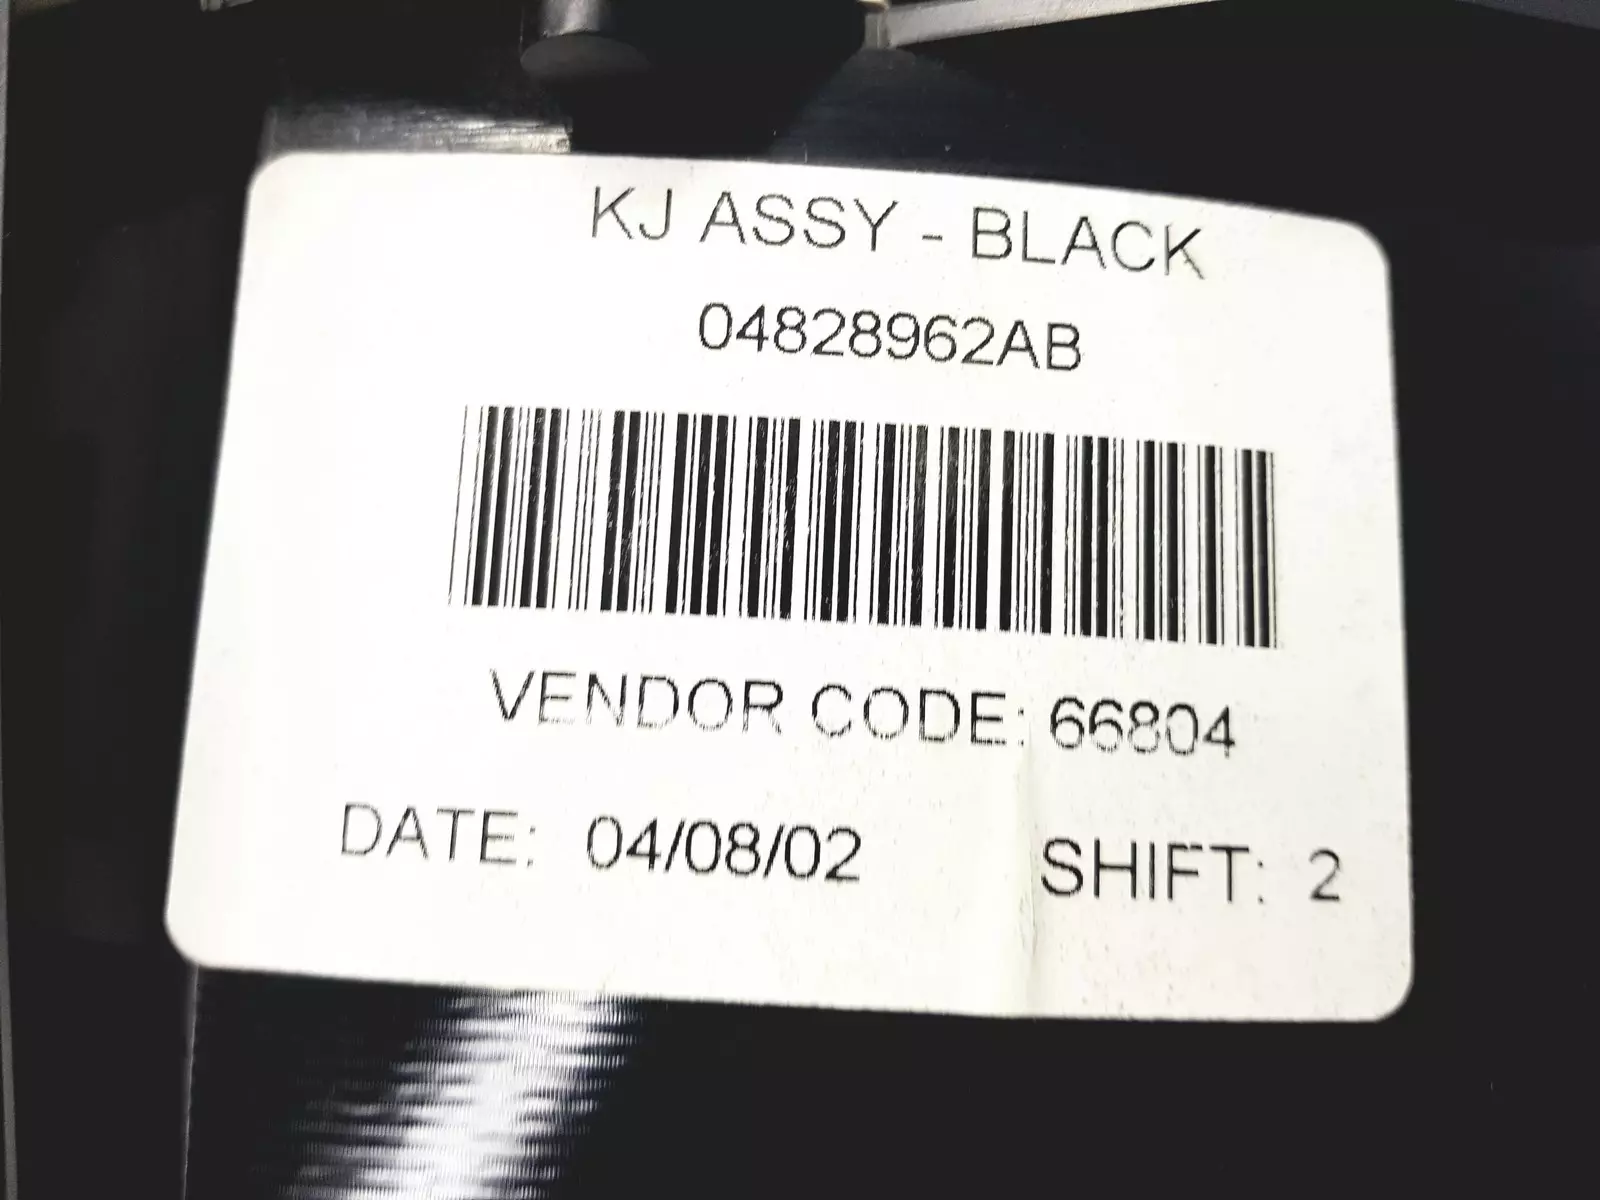 KJ ASSY - BLACK
04828962AB
VENDOR CODE: 66804
DATE: 04/08/02 SHIFT: 2